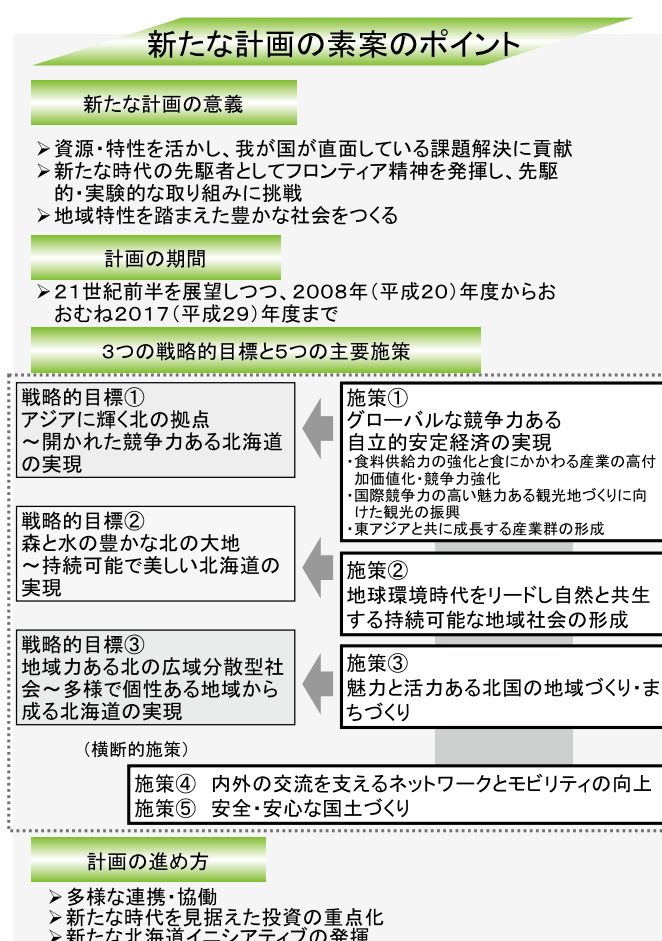 新たな計画の素案のポイント
新たな計画の意義
➢資源・特性を活かし、我が国が直面している課題解決に貢献
➢新たな時代の先駆者としてフロンティア精神を発揮し、先駆
的・実験的な取り組みに挑戦
➢地域特性を踏まえた豊かな社会をつくる
計画の期間
➢21世紀前半を展望しつつ、2008年(平成20)年度からお
おむね2017(平成29)年度まで
3つの戦略的目標と5つの主要施策
戦略的目標①
アジアに輝く北の拠点
～開かれた競争力ある北海道
の実現
施策①
グローバルな競争力ある
自立的安定経済の実現
・食料供給力の強化と食にかかわる産業の高付
加価値化・競争力強化
・国際競争力の高い魅力ある観光地づくりに向
けた観光の振興
・東アジアと共に成長する産業群の形成
戦略的目標②
森と水の豊かな北の大地
～持続可能で美しい北海道の
実現
施策②
地球環境時代をリードし自然と共生
する持続可能な地域社会の形成
戦略的目標③
地域力ある北の広域分散型社
会～多様で個性ある地域から
成る北海道の実現
施策③
魅力と活力ある北国の地域づくり・ま
ちづくり
(横断的施策)
施策④ 内外の交流を支えるネットワークとモビリティの向上
施策⑤ 安全・安心な国土づくり
計画の進め方
➢多様な連携・協働
➢新たな時代を見据えた投資の重点化
➢新たな北海道イニシアティブの発揮